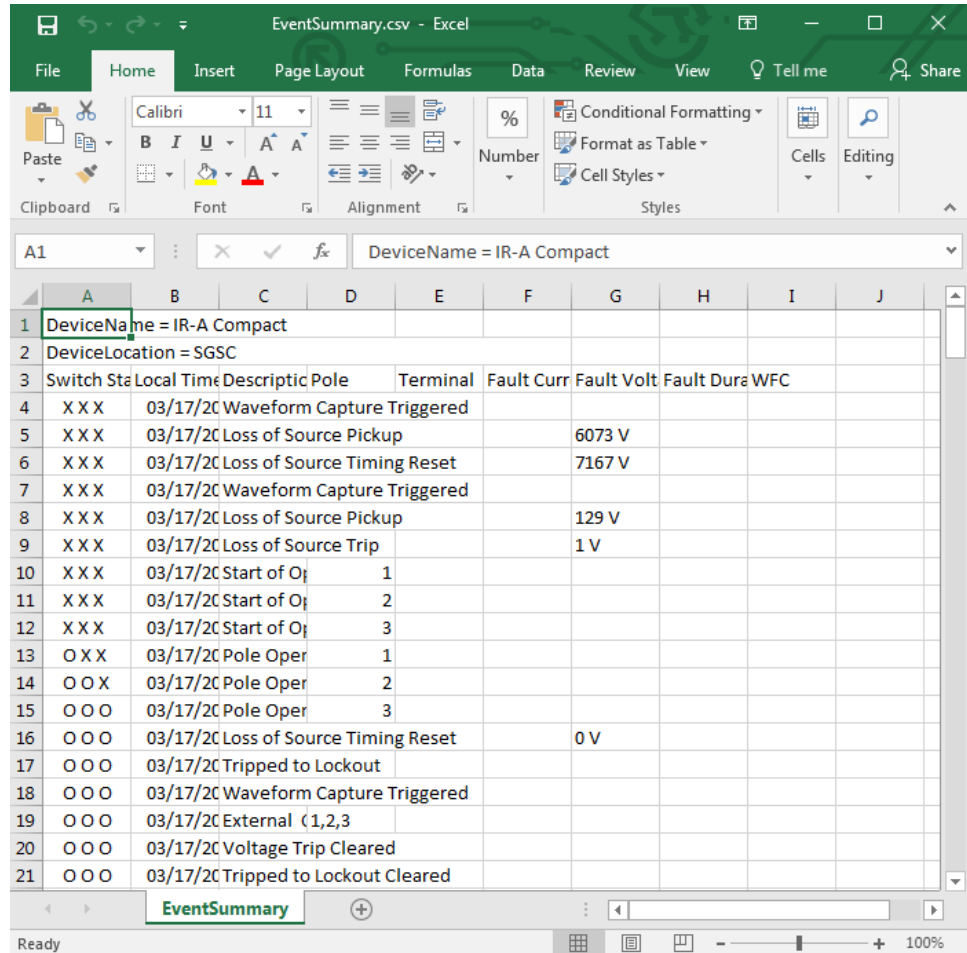 EventSummary.csv - Excel
File Home Insert Page Layout Formulas Data Review View Tell me Share
Calibri 11 % Conditional Formatting
Paste B I U A A Number Format as Table Cells Editing
A Cell Styles
Clipboard Font Alignment Styles
A1 fx DeviceName = IR-A Compact
A B C D E F G H I J
1 DeviceName = IR-A Compact
2 DeviceLocation = SGSC
3 Switch Sta Local Time Descriptic Pole Terminal Fault Curr Fault Volt Fault Dura WFC
4 X X X 03/17/20 Waveform Capture Triggered
5 X X X 03/17/20 Loss of Source Pickup 6073 V
6 X X X 03/17/20 Loss of Source Timing Reset 7167 V
7 X X X 03/17/20 Waveform Capture Triggered
8 X X X 03/17/20 Loss of Source Pickup 129 V
9 X X X 03/17/20 Loss of Source Trip 1 V
10 X X X 03/17/20 Start of Op 1
11 X X X 03/17/20 Start of Op 2
12 X X X 03/17/20 Start of Op 3
13 O X X 03/17/20 Pole Oper 1
14 O O X 03/17/20 Pole Oper 2
15 O O O 03/17/20 Pole Oper 3
16 O O O 03/17/20 Loss of Source Timing Reset 0 V
17 O O O 03/17/20 Tripped to Lockout
18 O O O 03/17/20 Waveform Capture Triggered
19 O O O 03/17/20 External 1,2,3
20 O O O 03/17/20 Voltage Trip Cleared
21 O O O 03/17/20 Tripped to Lockout Cleared
EventSummary
Ready 100%